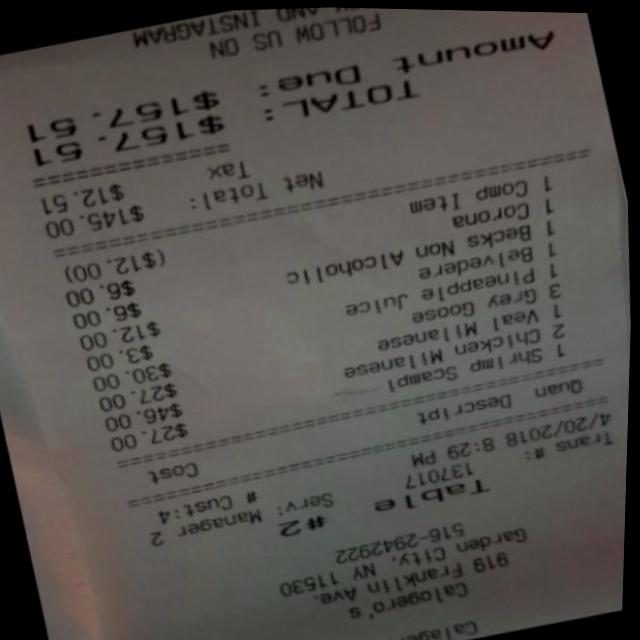 Calogero's
919 Franklin Ave.
Garden City, NY 11530
516-2942922
Table #2
Trans #: 137017 Serv: Manager 2
4/20/2018 8:29 PM # Cust:4
Quan Descript Cost
1 Shrimp Scampi $27.00
2 Chicken Milanese $46.00
1 Veal Milanese $27.00
3 Grey Goose $30.00
1 Pineapple Juice $3.00
1 Belvedere $12.00
1 Becks Non Alcoholic $6.00
1 Corona $6.00
1 Comp Item ($12.00)
Net Total: $145.00
Tax $12.51
TOTAL: $157.51
Amount Due: $157.51
FOLLOW US ON
AND INSTAGRAM